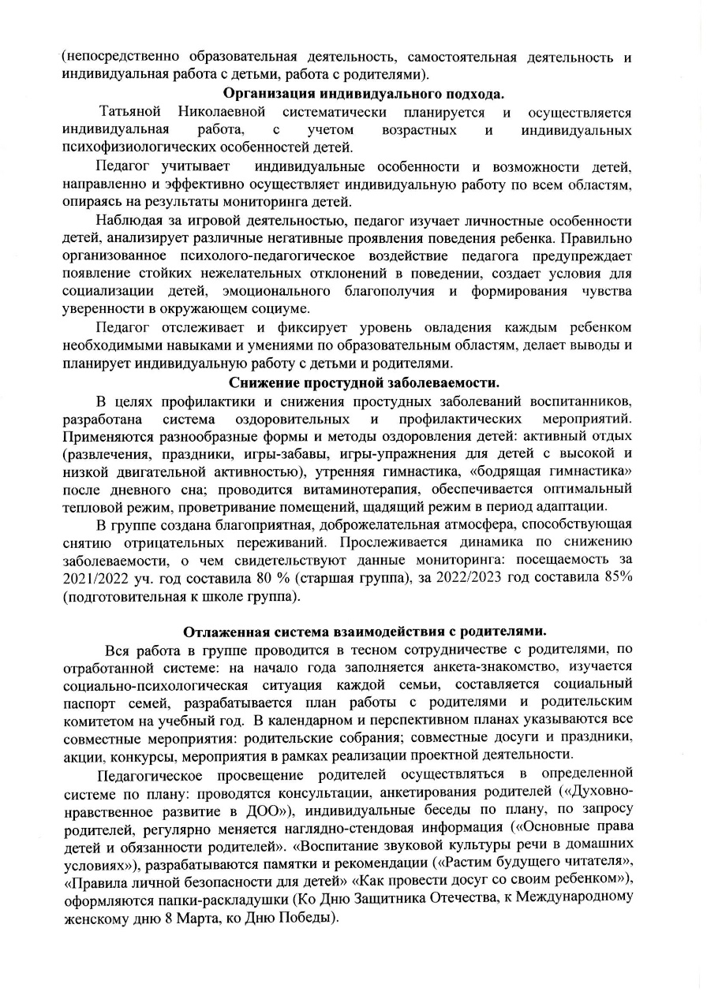 (непосредственно образовательная деятельность, самостоятельная деятельность и
индивидуальная работа с детьми, работа с родителями).
Организация индивидуального подхода.
Татьяной Николаевной систематически планируется и осуществляется
индивидуальная работа, с учетом возрастных и индивидуальных
психофизиологических особенностей детей.
Педагог учитывает индивидуальные особенности и возможности детей,
направленно и эффективно осуществляет индивидуальную работу по всем областям,
опираясь на результаты мониторинга детей.
Наблюдая за игровой деятельностью, педагог изучает личностные особенности
детей, анализирует различные негативные проявления поведения ребенка. Правильно
организованное психолого-педагогическое воздействие педагога предупреждает
появление стойких нежелательных отклонений в поведении, создает условия для
социализации детей, эмоционального благополучия и формирования чувства
уверенности в окружающем социуме.
Педагог отслеживает и фиксирует уровень овладения каждым ребенком
необходимыми навыками и умениями по образовательным областям, делает выводы и
планирует индивидуальную работу с детьми и родителями.
Снижение простудной заболеваемости.
В целях профилактики и снижения простудных заболеваний воспитанников,
разработана система оздоровительных и профилактических мероприятий.
Применяются разнообразные формы и методы оздоровления детей: активный отдых
(развлечения, праздники, игры-забавы, игры-упражнения для детей с высокой и
низкой двигательной активностью), утренняя гимнастика, «бодрящая гимнастика»
после дневного сна; проводится витаминотерапия, обеспечивается оптимальный
тепловой режим, проветривание помещений, щадящий режим в период адаптации.
В группе создана благоприятная, доброжелательная атмосфера, способствующая
снятию отрицательных переживаний. Прослеживается динамика по снижению
заболеваемости, о чем свидетельствуют данные мониторинга: посещаемость за
2021/2022 уч. год составила 80 % (старшая группа), за 2022/2023 год составила 85%
(подготовительная к школе группа).
Отлаженная система взаимодействия с родителями.
Вся работа в группе проводится в тесном сотрудничестве с родителями, по
отработанной системе: на начало года заполняется анкета-знакомство, изучается
социально-психологическая ситуация каждой семьи, составляется социальный
паспорт семей, разрабатывается план работы с родителями и родительским
комитетом на учебный год. В календарном и перспективном планах указываются все
совместные мероприятия: родительские собрания; совместные досуги и праздники,
акции, конкурсы, мероприятия в рамках реализации проектной деятельности.
Педагогическое просвещение родителей осуществляться в определенной
системе по плану: проводятся консультации, анкетирования родителей («Духовно-
нравственное развитие в ДОО»), индивидуальные беседы по плану, по запросу
родителей, регулярно меняется наглядно-стендовая информация («Основные права
детей и обязанности родителей». «Воспитание звуковой культуры речи в домашних
условиях»), разрабатываются памятки и рекомендации («Растим будущего читателя»,
«Правила личной безопасности для детей» «Как провести досуг со своим ребенком»),
оформляются папки-раскладушки (Ко Дню Защитника Отечества, к Международному
женскому дню 8 Марта, ко Дню Победы).